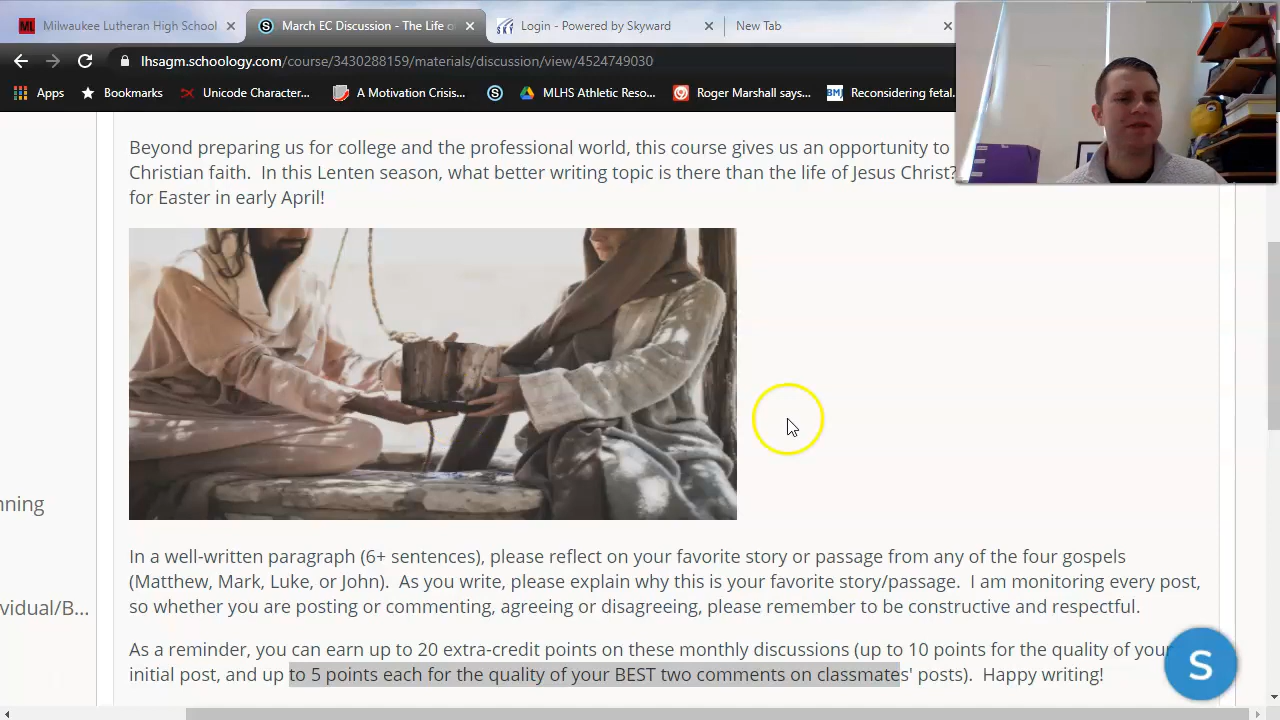 Milwaukee Lutheran High School
March EC Discussion - The Life o
Login - Powered by Skyward
New Tab
lhsagm.schoology.com/course/3430288159/materials/discussion/view/4524749030
Apps
Bookmarks
Unicode Character...
A Motivation Crisis...
MLHS Athletic Reso...
Roger Marshall says...
BMJ
Reconsidering fetal.
Beyond preparing us for college and the professional world, this course gives us an opportunity to
Christian faith. In this Lenten season, what better writing topic is there than the life of Jesus Christ?
for Easter in early April!
nning
In a well-written paragraph (6+ sentences), please reflect on your favorite story or passage from any of the four gospels
(Matthew, Mark, Luke, or John). As you write, please explain why this is your favorite story/passage. I am monitoring every post,
vidual/B...
so whether you are posting or commenting, agreeing or disagreeing, please remember to be constructive and respectful.
As a reminder, you can earn up to 20 extra-credit points on these monthly discussions (up to 10 points for the quality of your
initial post, and up to 5 points each for the quality of your BEST two comments on classmates' posts). Happy writing!
S